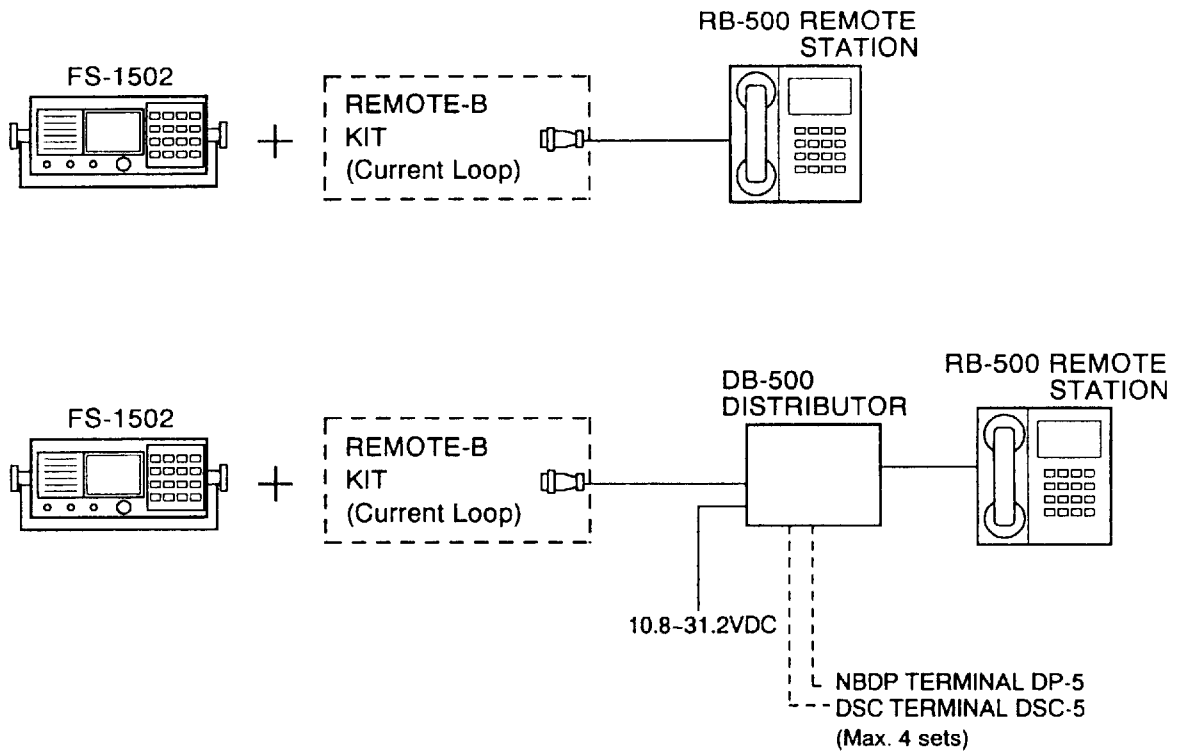 RB-500 REMOTE
STATION
FS-1502
REMOTE-B
KIT
(Current Loop)
RB-500 REMOTE
STATION
DB-500
DISTRIBUTOR
FS-1502
REMOTE-B
KIT
(Current Loop)
10.8~31.2VDC
NBDP TERMINAL DP-5
DSC TERMINAL DSC-5
(Max. 4 sets)